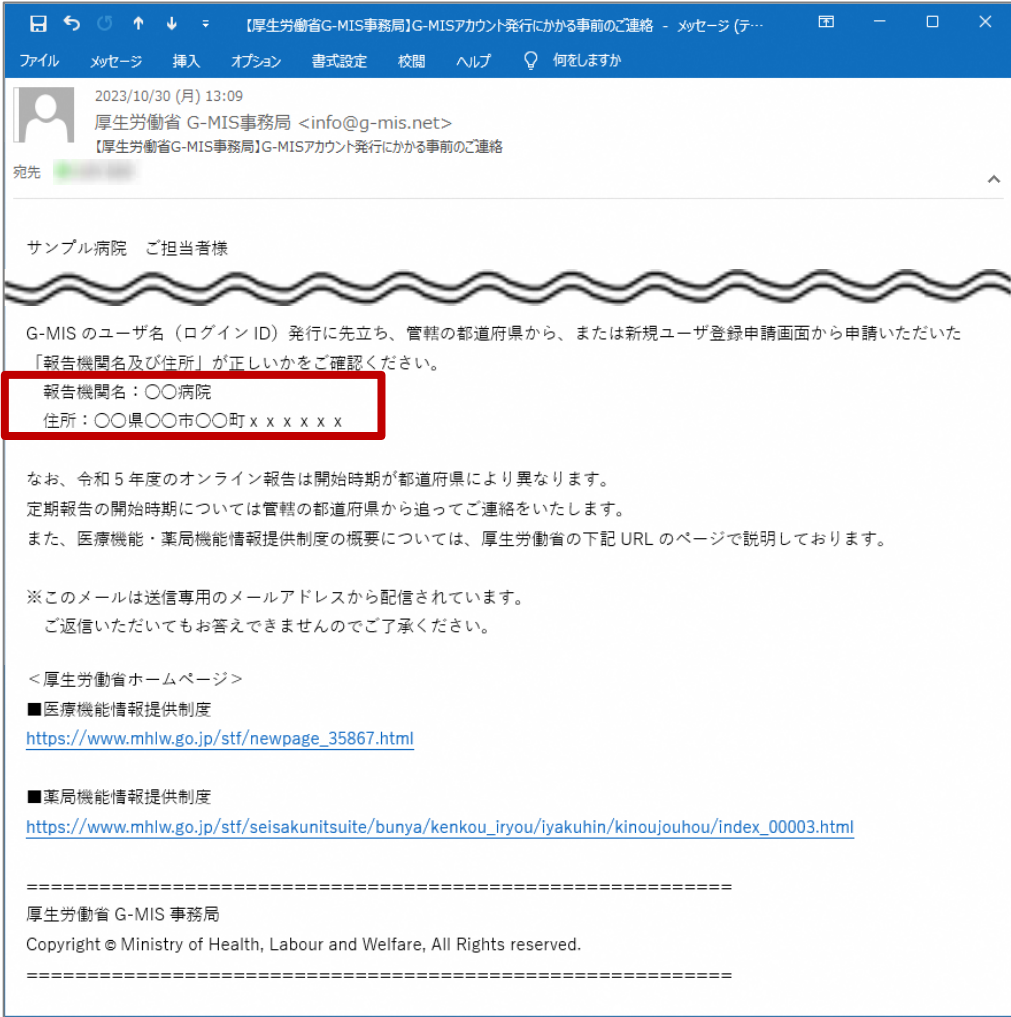 【厚生労働省G-MIS事務局】G-MISアカウント発行にかかる事前のご連絡 - メッセージ (テ…
ファイル メッセージ 挿入 オプション 書式設定 校閲 ヘルプ 何をしますか
2023/10/30 (月) 13:09
厚生労働省 G-MIS事務局 <info@g-mis.net>
【厚生労働省G-MIS事務局】G-MISアカウント発行にかかる事前のご連絡
宛先
サンプル病院　ご担当者様
G-MIS のユーザ名（ログイン ID）発行に先立ち、管轄の都道府県から、または新規ユーザ登録申請画面から申請いただいた
「報告機関名及び住所」が正しいかをご確認ください。
報告機関名：〇〇病院
住所：〇〇県〇〇市〇〇町ｘｘｘｘｘｘ
なお、令和５年度のオンライン報告は開始時期が都道府県により異なります。
定期報告の開始時期については管轄の都道府県から追ってご連絡をいたします。
また、医療機能・薬局機能情報提供制度の概要については、厚生労働省の下記 URL のページで説明しております。
※このメールは送信専用のメールアドレスから配信されています。
ご返信いただいてもお答えできませんのでご了承ください。
＜厚生労働省ホームページ＞
■医療機能情報提供制度
https://www.mhlw.go.jp/stf/newpage_35867.html
■薬局機能情報提供制度
https://www.mhlw.go.jp/stf/seisakunitsuite/bunya/kenkou_iryou/iyakuhin/kinoujouhou/index_00003.html
==========================================================
厚生労働省 G-MIS 事務局
Copyright © Ministry of Health, Labour and Welfare, All Rights reserved.
==========================================================